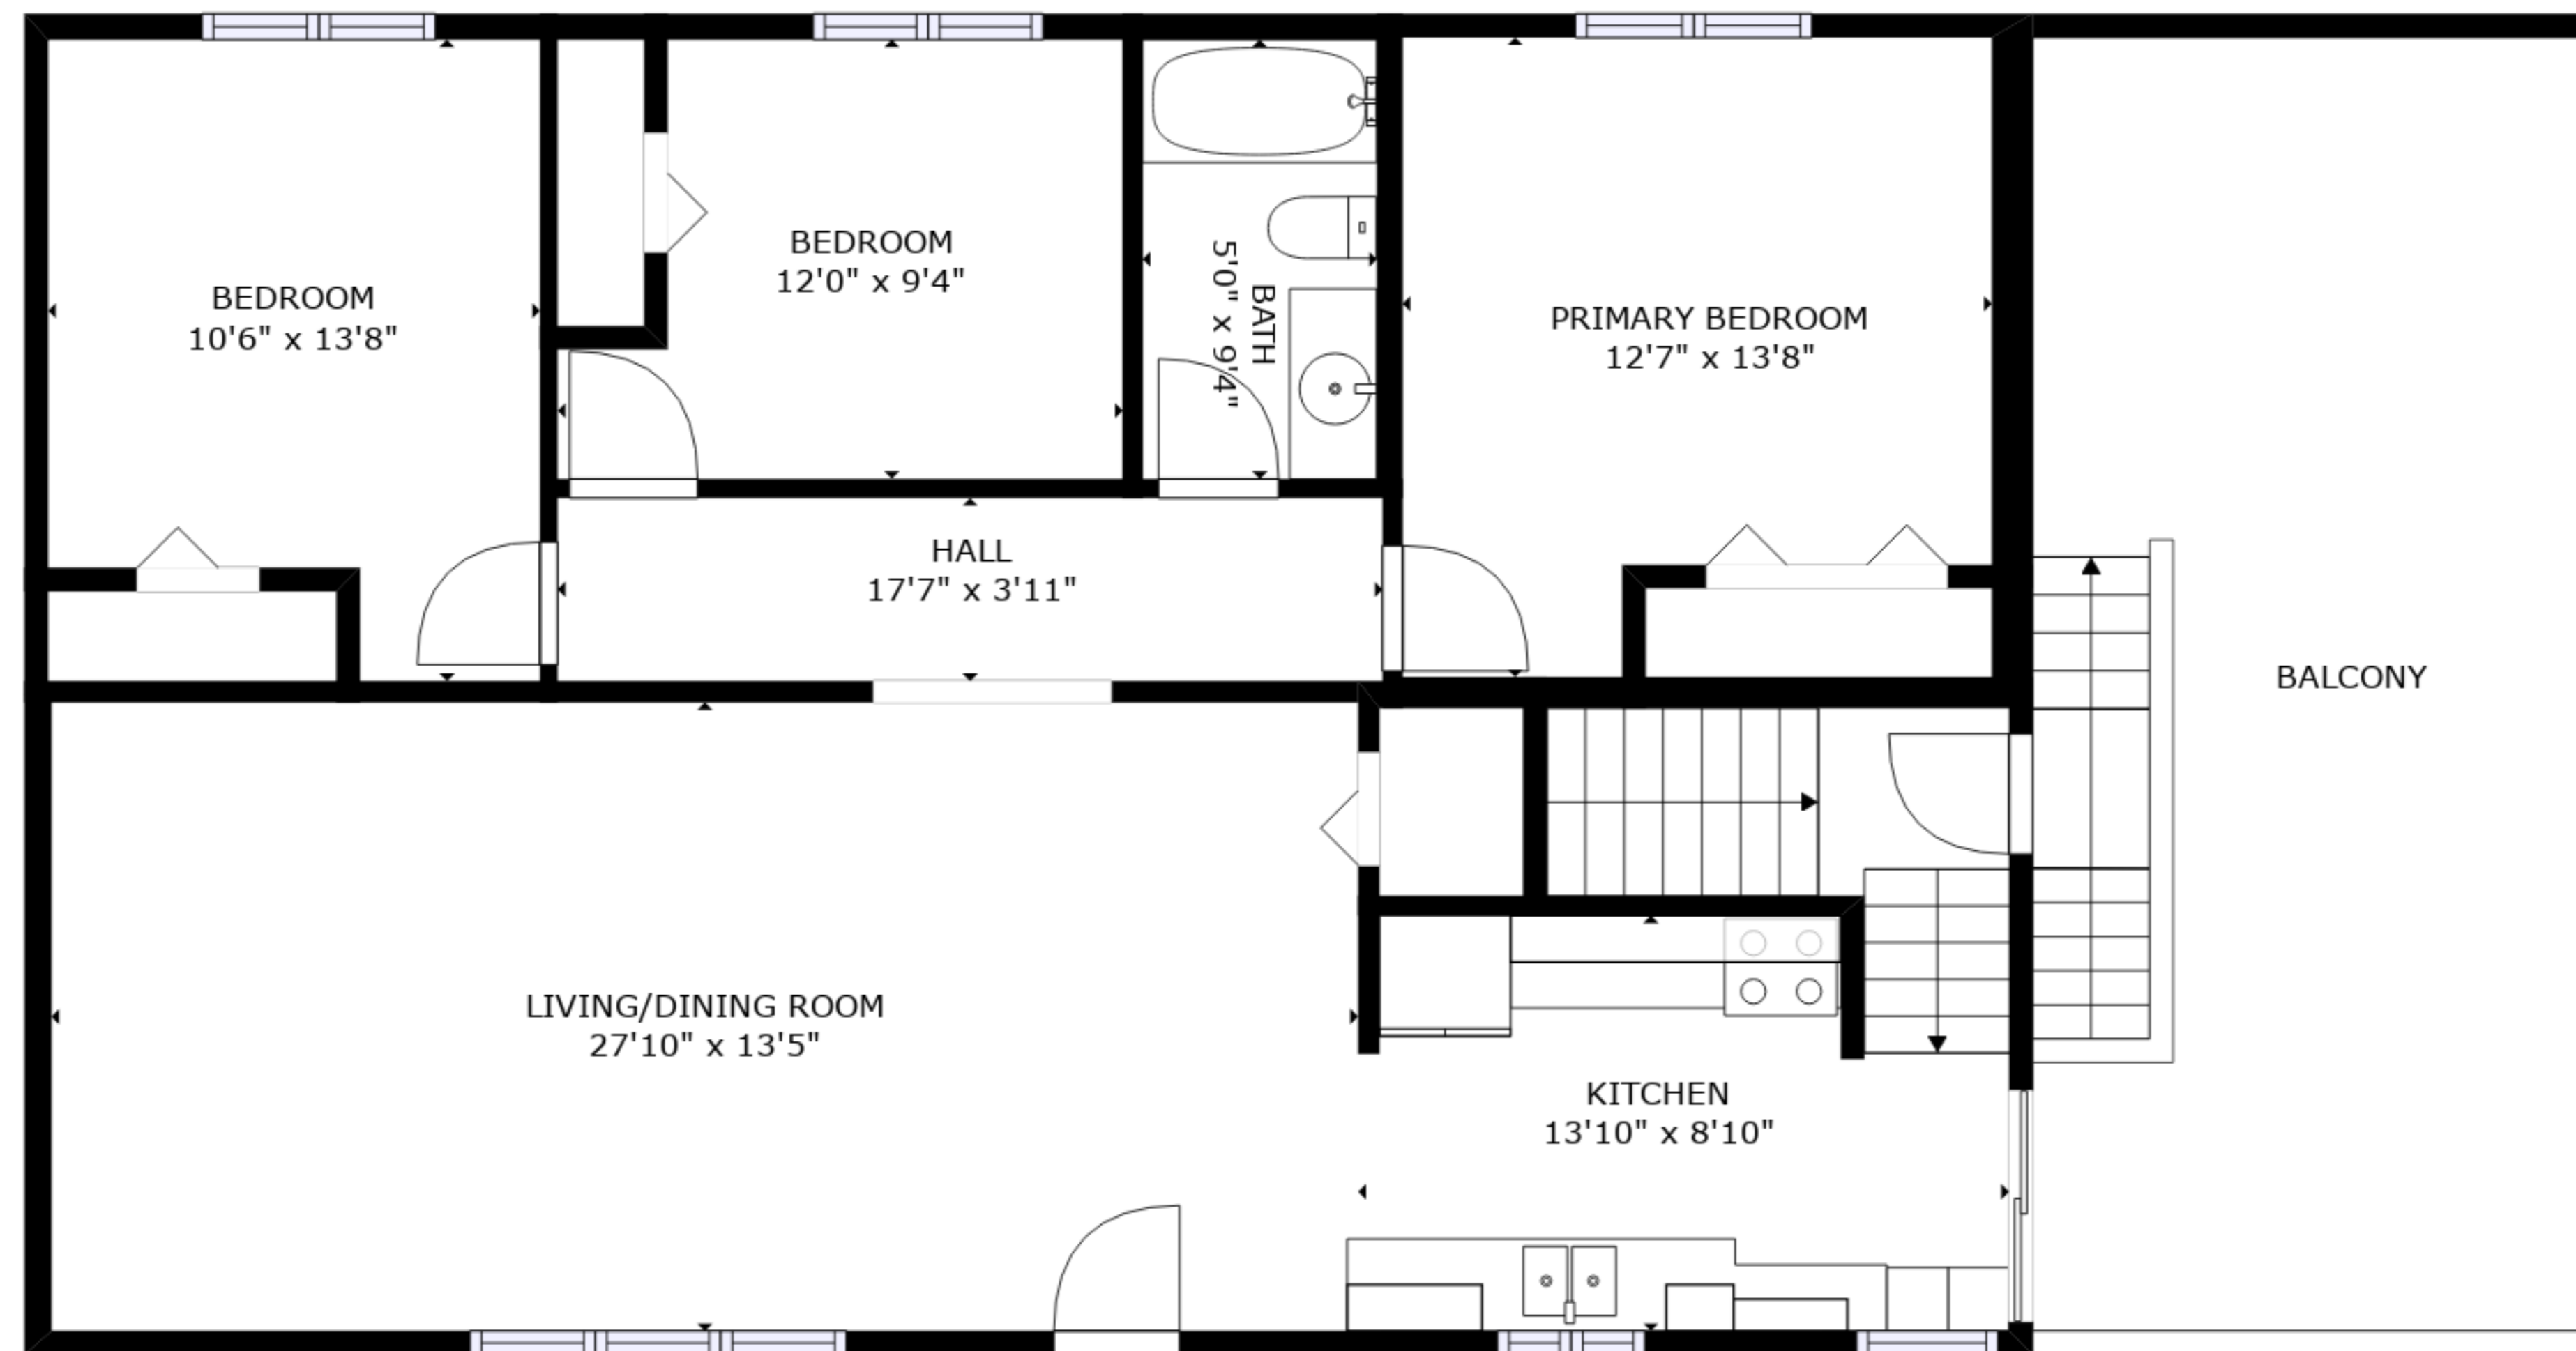 BEDROOM
10'6" x 13'8"
BEDROOM
12'0" x 9'4"
BATH
5'0" x 9'4"
PRIMARY BEDROOM
12'7" x 13'8"
HALL
17'7" x 3'11"
BALCONY
LIVING/DINING ROOM
27'10" x 13'5"
KITCHEN
13'10" x 8'10"